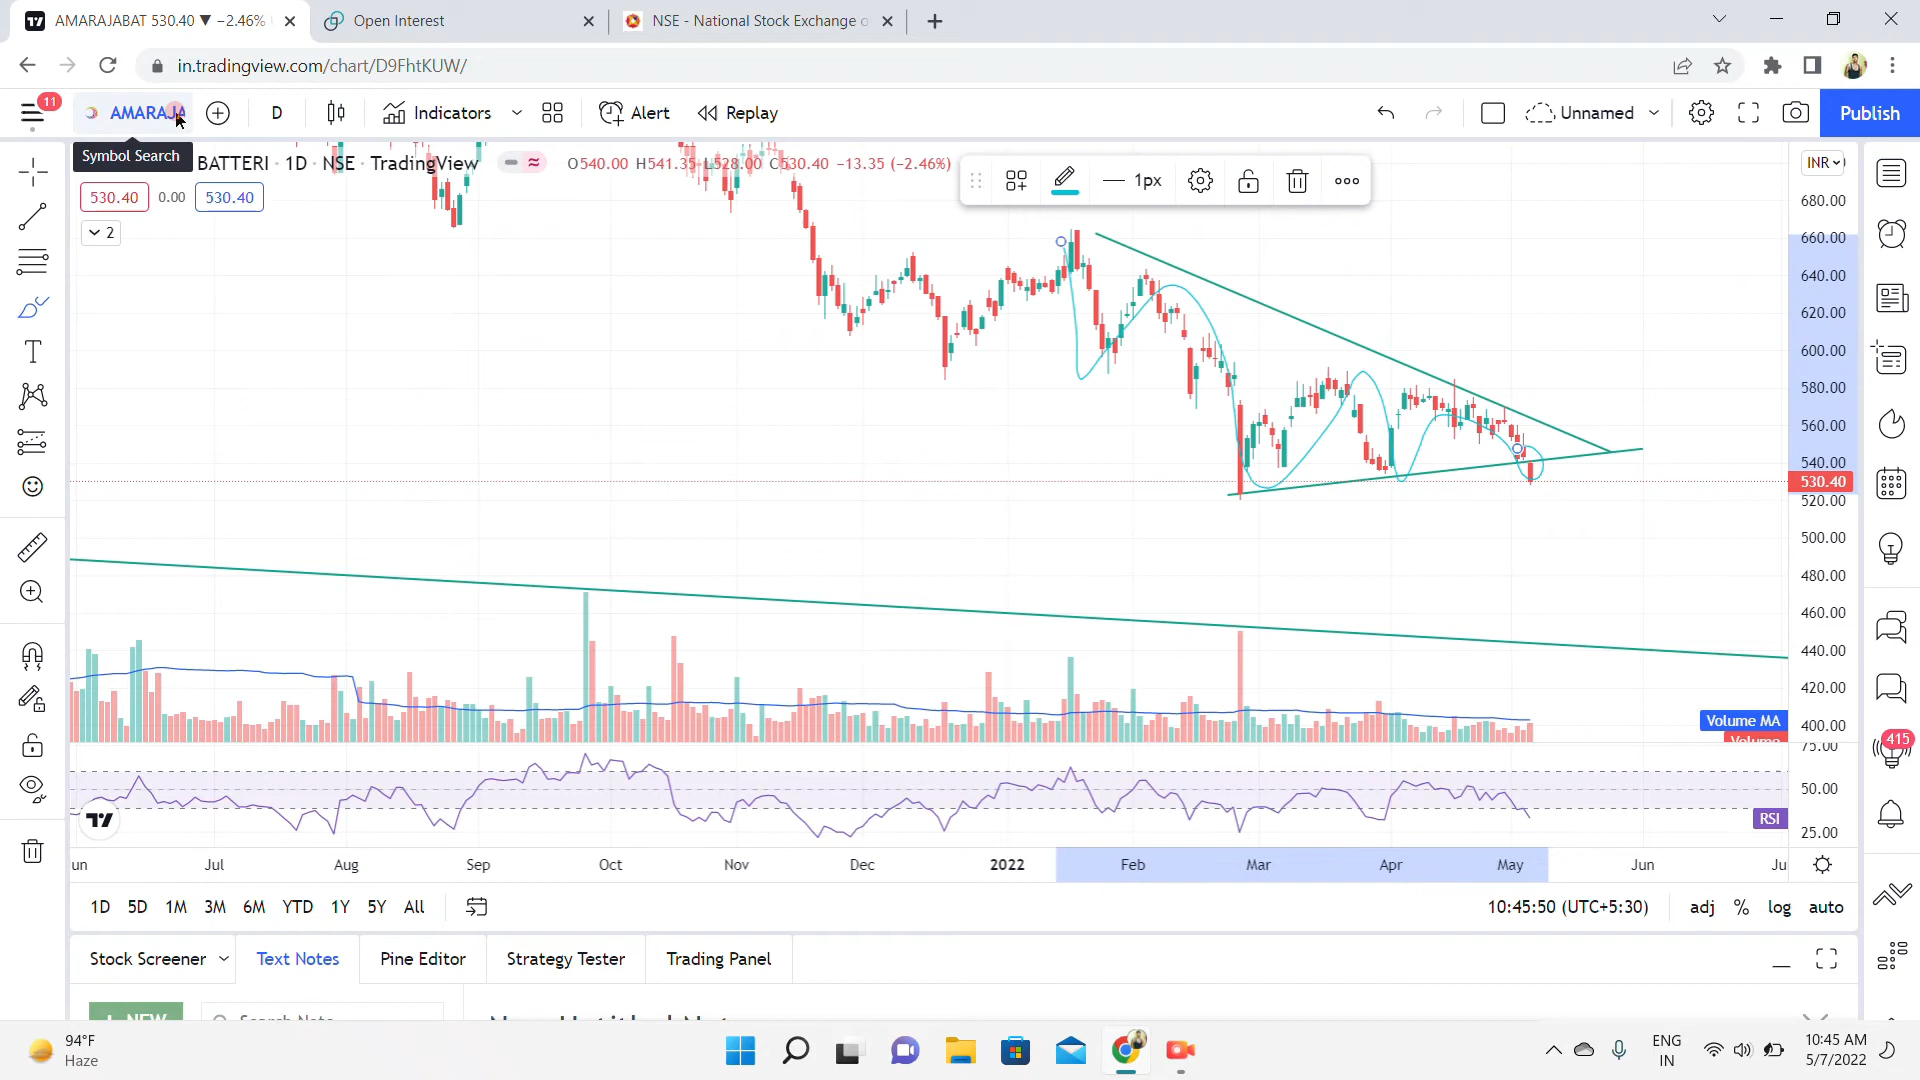 AMARAJABAT 530.40 ▼ −2.46%
Open Interest
NSE - National Stock Exchange o
in.tradingview.com/chart/D9FhtKUW/
11
AMARAJA
D
Indicators
Alert
Replay
Unnamed
Publish
Symbol Search
BATTERI · 1D · NSE · TradingView
O540.00 H541.35 L528.00 C530.40 −13.35 (−2.46%)
1px
INR
530.40
0.00
530.40
2
680.00
660.00
640.00
620.00
600.00
580.00
560.00
540.00
530.40
520.00
500.00
480.00
460.00
440.00
420.00
400.00
Volume MA
Volume
415
75.00
50.00
RSI
25.00
un
Jul
Aug
Sep
Oct
Nov
Dec
2022
Feb
Mar
Apr
May
Jun
Ju
1D 5D 1M 3M 6M YTD 1Y 5Y All
10:45:50 (UTC+5:30)
adj % log auto
Stock Screener
Text Notes
Pine Editor
Strategy Tester
Trading Panel
+ NEW
Search Note
94°F
Haze
ENG
IN
10:45 AM
5/7/2022